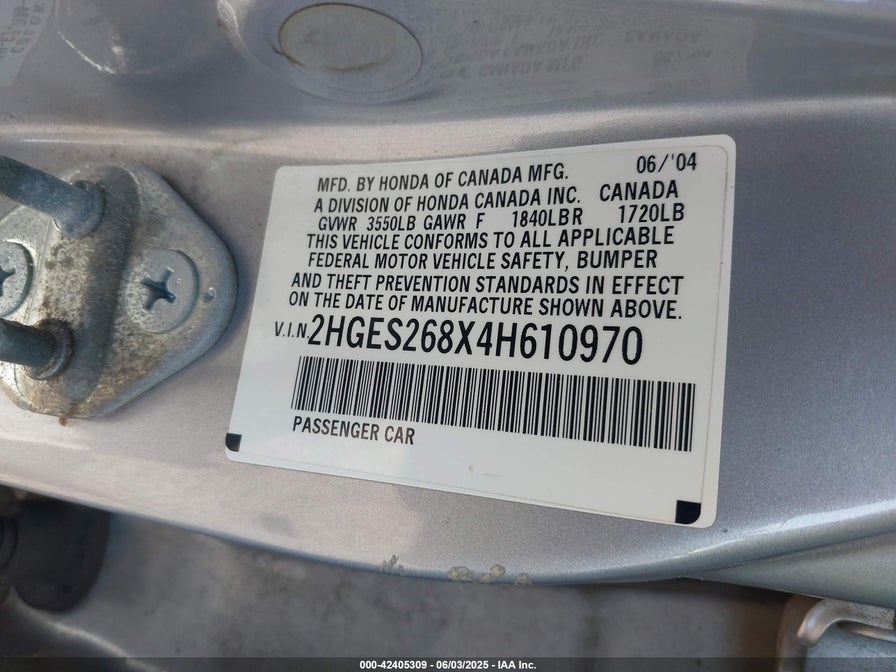 MFD. BY HONDA OF CANADA MFG. 06/'04
A DIVISION OF HONDA CANADA INC. CANADA
GVWR 3550LB GAWR F 1840LBR 1720LB
THIS VEHICLE CONFORMS TO ALL APPLICABLE
FEDERAL MOTOR VEHICLE SAFETY, BUMPER
AND THEFT PREVENTION STANDARDS IN EFFECT
ON THE DATE OF MANUFACTURE SHOWN ABOVE.
V.I.N. 2HGES268X4H610970
PASSENGER CAR
000-42405309 - 06/03/2025 - IAA Inc.